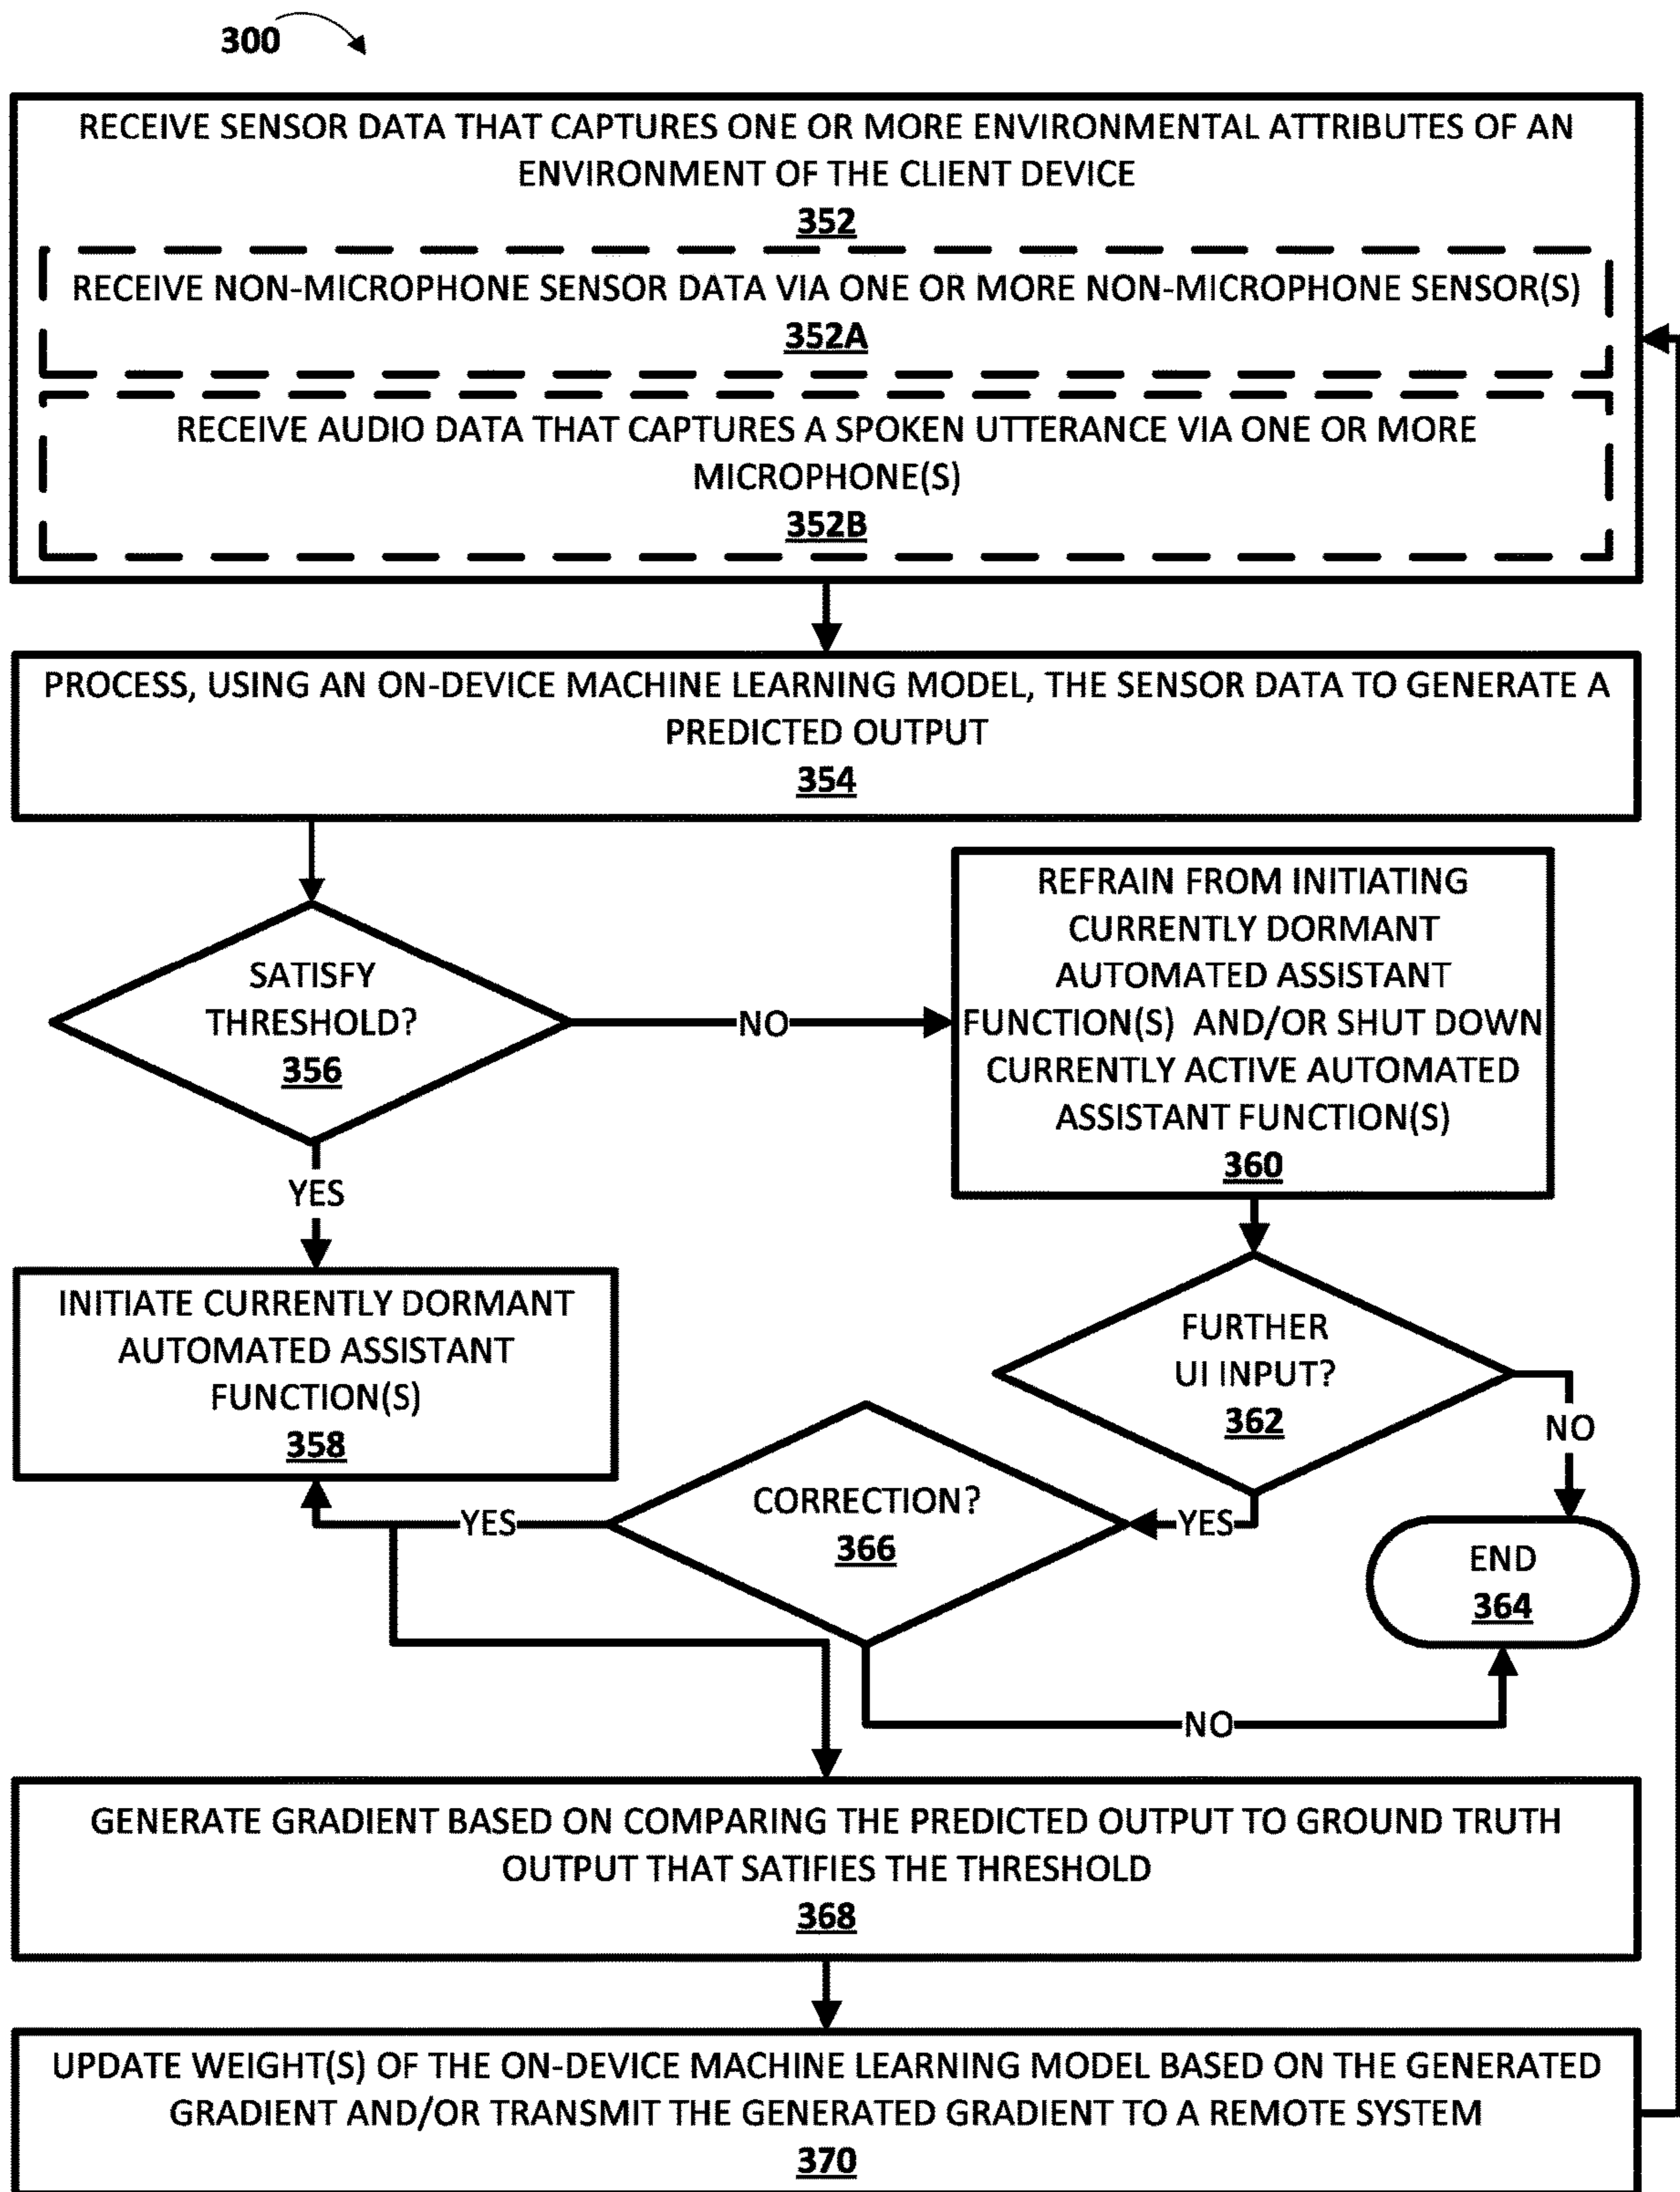 300
RECEIVE SENSOR DATA THAT CAPTURES ONE OR MORE ENVIRONMENTAL ATTRIBUTES OF AN
ENVIRONMENT OF THE CLIENT DEVICE
352
RECEIVE NON-MICROPHONE SENSOR DATA VIA ONE OR MORE NON-MICROPHONE SENSOR(S)
352A
RECEIVE AUDIO DATA THAT CAPTURES A SPOKEN UTTERANCE VIA ONE OR MORE
MICROPHONE(S)
352B
PROCESS, USING AN ON-DEVICE MACHINE LEARNING MODEL, THE SENSOR DATA TO GENERATE A
PREDICTED OUTPUT
354
SATISFY
THRESHOLD?
356
NO
REFRAIN FROM INITIATING
CURRENTLY DORMANT
AUTOMATED ASSISTANT
FUNCTION(S) AND/OR SHUT DOWN
CURRENTLY ACTIVE AUTOMATED
ASSISTANT FUNCTION(S)
360
YES
INITIATE CURRENTLY DORMANT
AUTOMATED ASSISTANT
FUNCTION(S)
358
FURTHER
UI INPUT?
362
NO
YES
CORRECTION?
366
YES
END
364
NO
GENERATE GRADIENT BASED ON COMPARING THE PREDICTED OUTPUT TO GROUND TRUTH
OUTPUT THAT SATIFIES THE THRESHOLD
368
UPDATE WEIGHT(S) OF THE ON-DEVICE MACHINE LEARNING MODEL BASED ON THE GENERATED
GRADIENT AND/OR TRANSMIT THE GENERATED GRADIENT TO A REMOTE SYSTEM
370